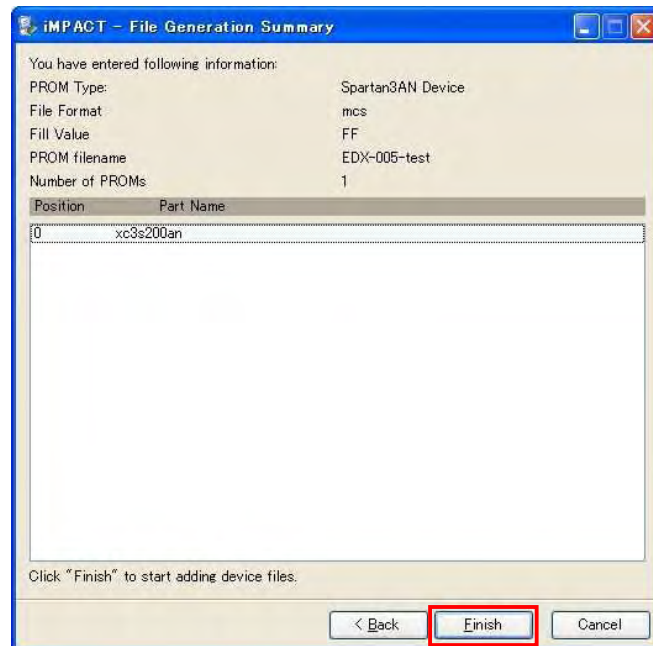 iMPACT - File Generation Summary
You have entered following information:
PROM Type: Spartan3AN Device
File Format mcs
Fill Value FF
PROM filename EDX-005-test
Number of PROMs 1
Position Part Name
0 xc3s200an
Click "Finish" to start adding device files.
< Back Finish Cancel